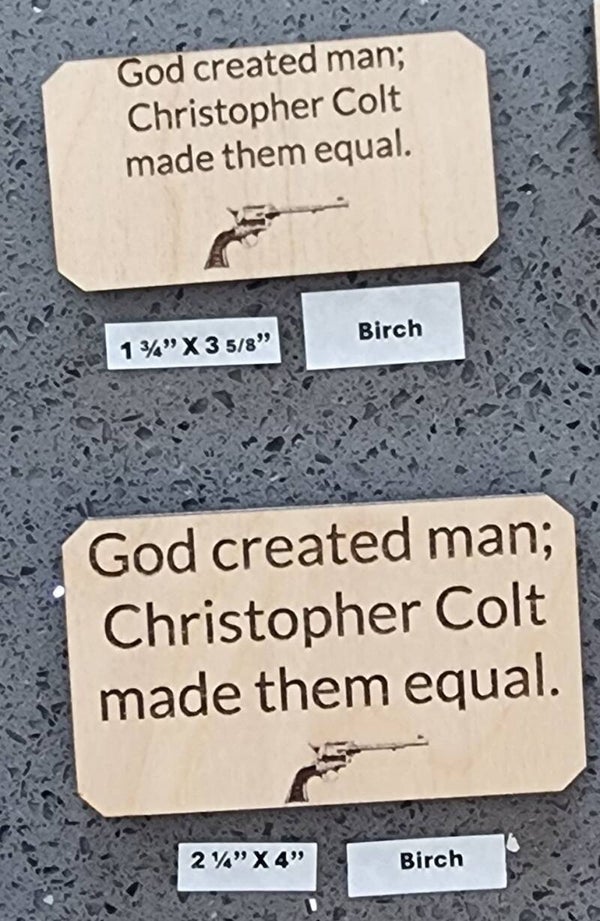 God created man;
Christopher Colt
made them equal.
1 ¾” X 3 5/8”
Birch
God created man;
Christopher Colt
made them equal.
2 ¼” X 4”
Birch